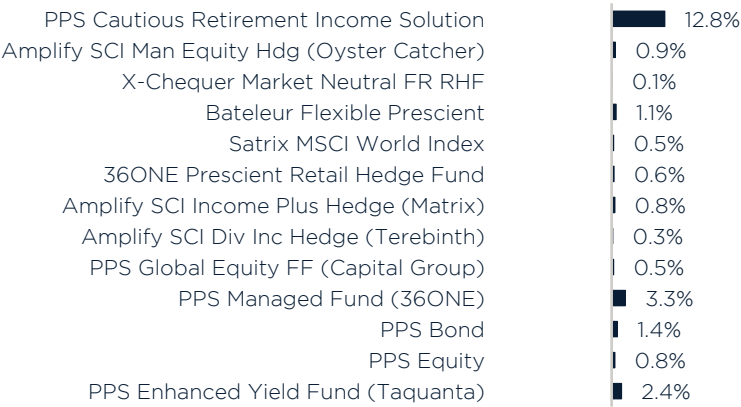 PPS Cautious Retirement Income Solution 12.8%
Amplify SCI Man Equity Hdg (Oyster Catcher) 0.9%
X-Chequer Market Neutral FR RHF 0.1%
Bateleur Flexible Prescient 1.1%
Satrix MSCI World Index 0.5%
36ONE Prescient Retail Hedge Fund 0.6%
Amplify SCI Income Plus Hedge (Matrix) 0.8%
Amplify SCI Div Inc Hedge (Terebinth) 0.3%
PPS Global Equity FF (Capital Group) 0.5%
PPS Managed Fund (36ONE) 3.3%
PPS Bond 1.4%
PPS Equity 0.8%
PPS Enhanced Yield Fund (Taquanta) 2.4%